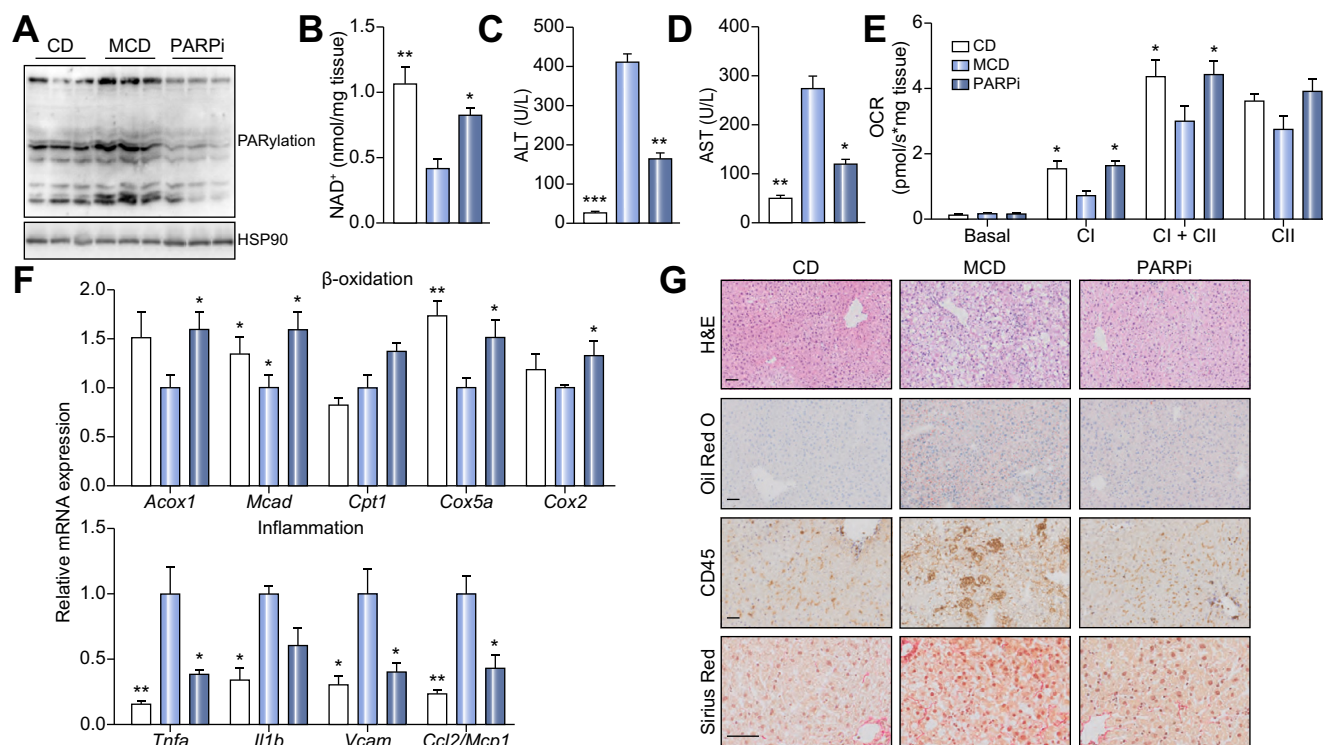 A
CD MCD PARPi
PARylation
HSP90
B
NAD⁺ (nmol/mg tissue)
1.5
1.0
0.5
0.0
**
*
C
ALT (U/L)
500
400
300
200
100
0
***
**
D
AST (U/L)
400
300
200
100
0
**
*
E
OCR
(pmol/s*mg tissue)
6
4
2
0
CD
MCD
PARPi
* * * *
Basal CI CI + CII CII
F
Relative mRNA expression
β-oxidation
2.0
1.5
1.0
0.5
0.0
* * * * ** * *
Acox1 Mcad Cpt1 Cox5a Cox2
Inflammation
1.5
1.0
0.5
0.0
** * * * * ** *
Tnfa Il1b Vcam Ccl2/Mcp1
G
CD MCD PARPi
H&E
Oil Red O
CD45
Sirius Red